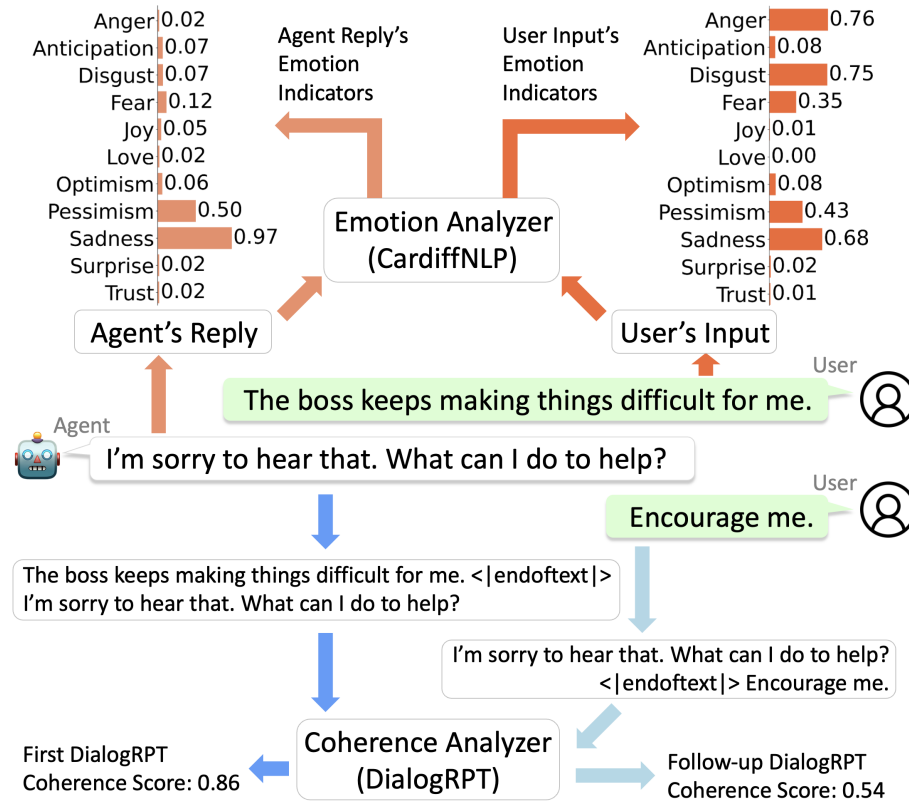 Anger 0.02
Anticipation 0.07
Disgust 0.07
Fear 0.12
Joy 0.05
Love 0.02
Optimism 0.06
Pessimism 0.50
Sadness 0.97
Surprise 0.02
Trust 0.02
Agent Reply's
Emotion
Indicators
User Input's
Emotion
Indicators
Anger 0.76
Anticipation 0.08
Disgust 0.75
Fear 0.35
Joy 0.01
Love 0.00
Optimism 0.08
Pessimism 0.43
Sadness 0.68
Surprise 0.02
Trust 0.01
Emotion Analyzer
(CardiffNLP)
Agent's Reply
User's Input
User
The boss keeps making things difficult for me.
Agent
I'm sorry to hear that. What can I do to help?
User
Encourage me.
The boss keeps making things difficult for me. <|endoftext|>
I'm sorry to hear that. What can I do to help?
I'm sorry to hear that. What can I do to help?
<|endoftext|> Encourage me.
Coherence Analyzer
(DialogRPT)
First DialogRPT
Coherence Score: 0.86
Follow-up DialogRPT
Coherence Score: 0.54